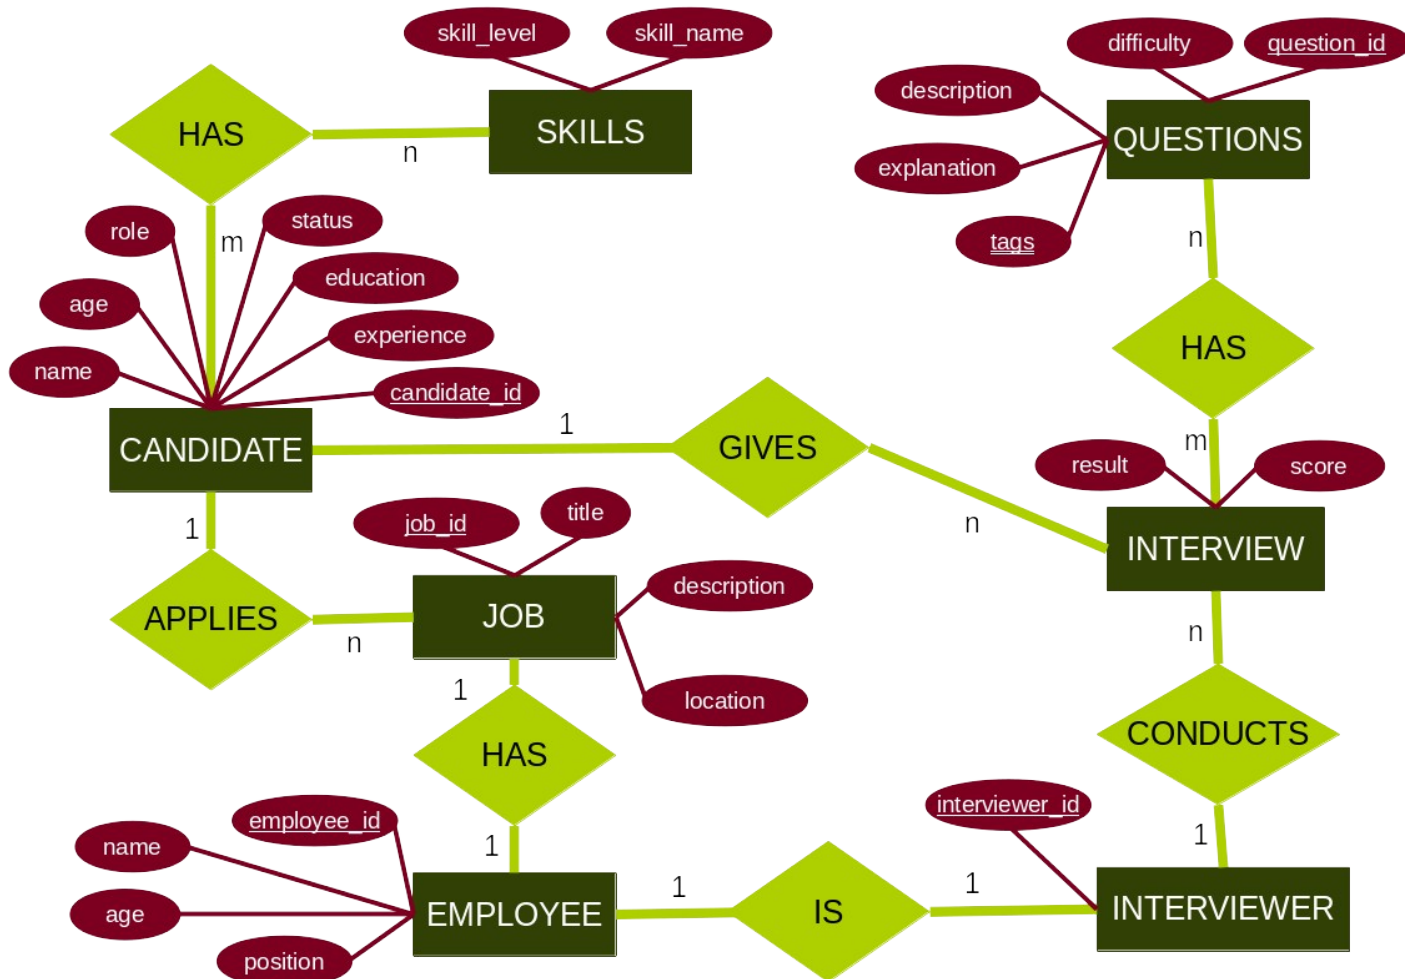 skill_level
skill_name
difficulty
question_id
description
HAS
n
SKILLS
QUESTIONS
explanation
role
status
m
tags
n
education
age
experience
HAS
name
candidate_id
CANDIDATE
1
GIVES
m
result
score
n
INTERVIEW
1
job_id
title
APPLIES
n
JOB
description
n
1
location
HAS
CONDUCTS
employee_id
name
1
interviewer_id
1
age
EMPLOYEE
1
IS
1
INTERVIEWER
position